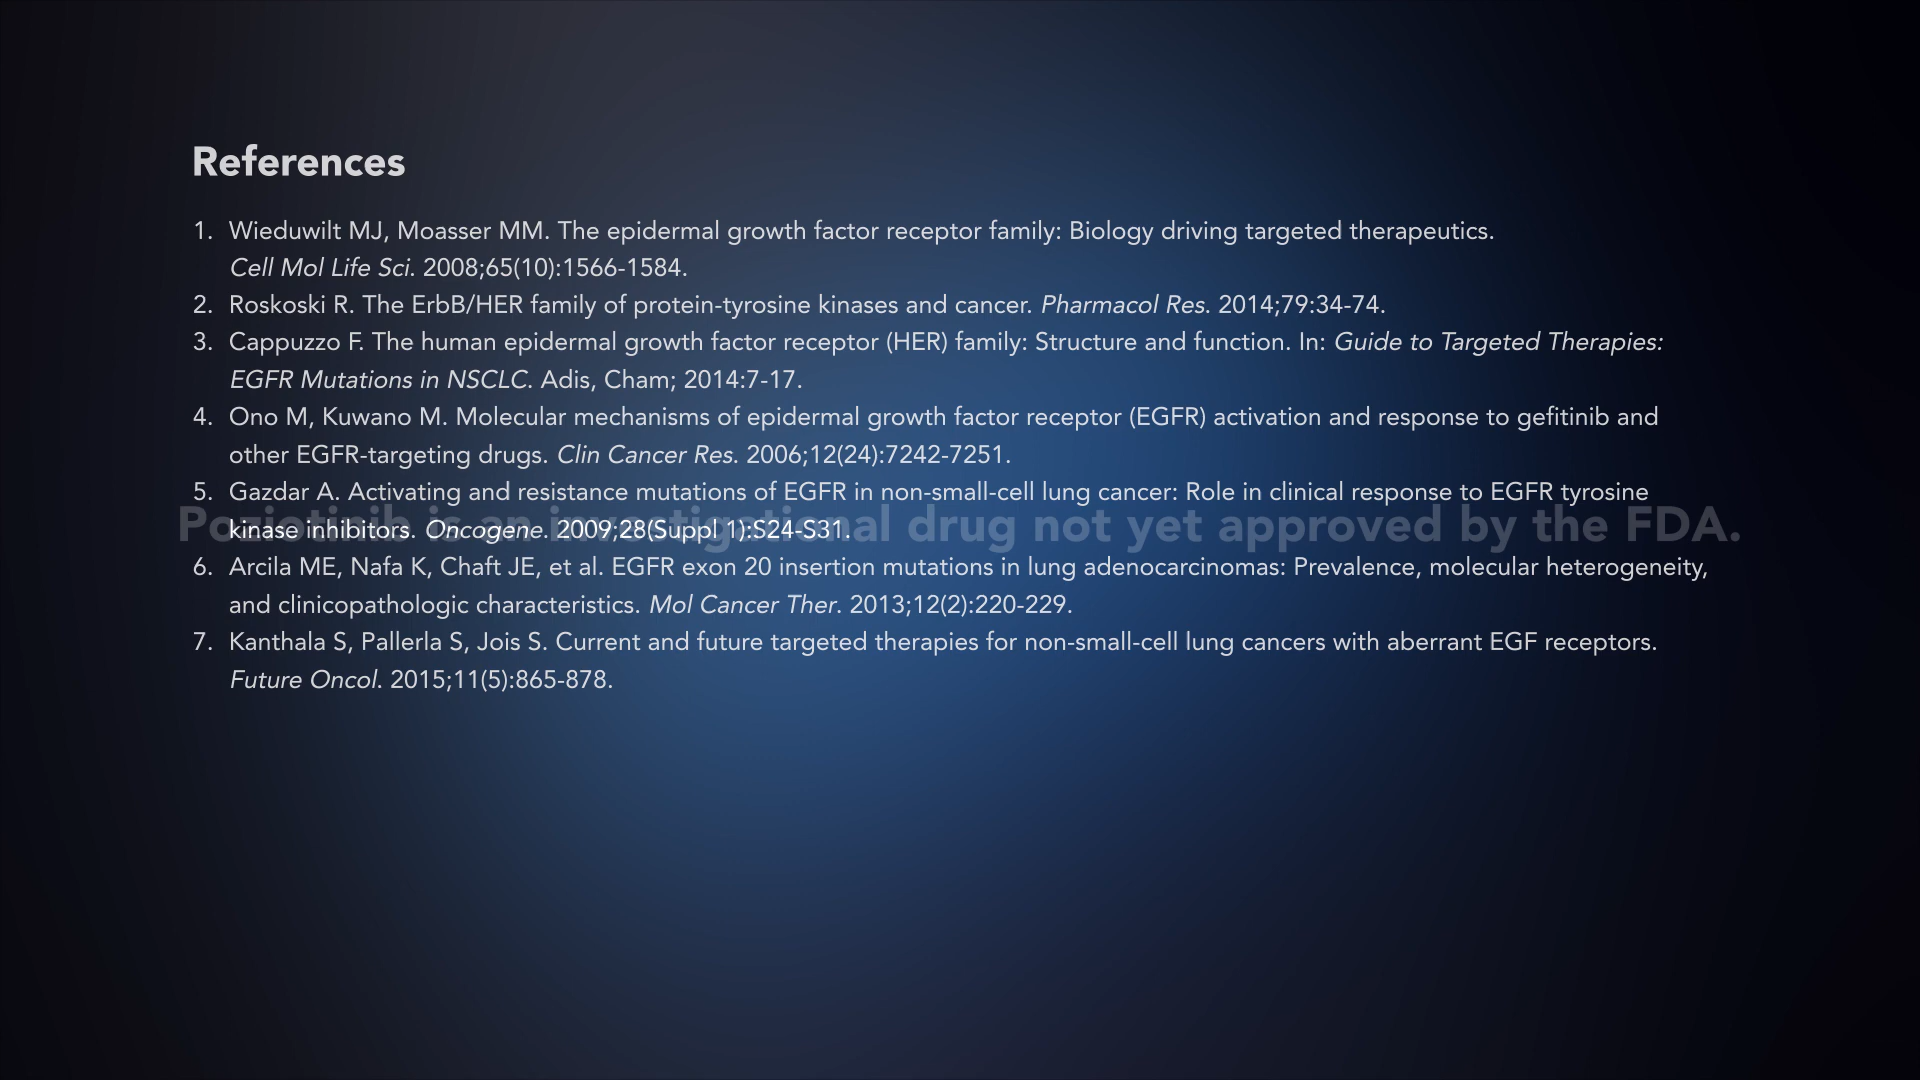 References
1. Wieduwilt MJ, Moasser MM. The epidermal growth factor receptor family: Biology driving targeted therapeutics.
Cell Mol Life Sci. 2008;65(10):1566-1584.
2. Roskoski R. The ErbB/HER family of protein-tyrosine kinases and cancer. Pharmacol Res. 2014;79:34-74.
3. Cappuzzo F. The human epidermal growth factor receptor (HER) family: Structure and function. In: Guide to Targeted Therapies:
EGFR Mutations in NSCLC. Adis, Cham; 2014:7-17.
4. Ono M, Kuwano M. Molecular mechanisms of epidermal growth factor receptor (EGFR) activation and response to gefitinib and
other EGFR-targeting drugs. Clin Cancer Res. 2006;12(24):7242-7251.
5. Gazdar A. Activating and resistance mutations of EGFR in non-small-cell lung cancer: Role in clinical response to EGFR tyrosine
kinase inhibitors. Oncogene. 2009;28(Suppl 1):S24-S31.
Poziotinib is an investigational drug not yet approved by the FDA.
6. Arcila ME, Nafa K, Chaft JE, et al. EGFR exon 20 insertion mutations in lung adenocarcinomas: Prevalence, molecular heterogeneity,
and clinicopathologic characteristics. Mol Cancer Ther. 2013;12(2):220-229.
7. Kanthala S, Pallerla S, Jois S. Current and future targeted therapies for non-small-cell lung cancers with aberrant EGF receptors.
Future Oncol. 2015;11(5):865-878.